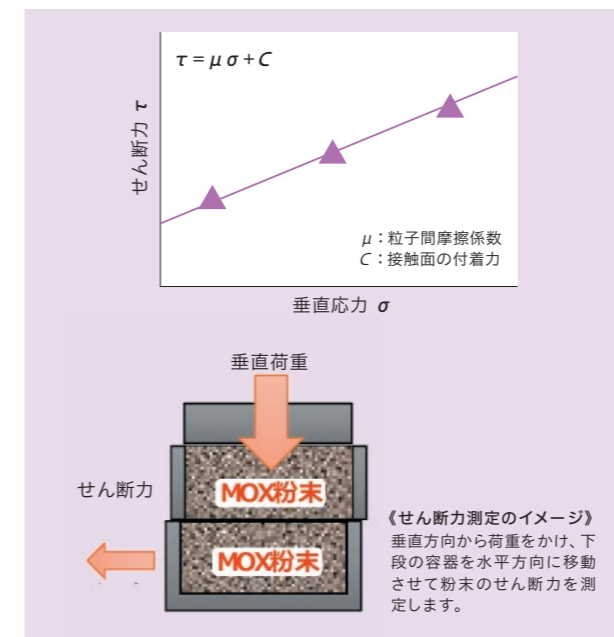 τ = μ σ + C
せん断力 τ
μ：粒子間摩擦係数
C：接触面の付着力
垂直応力 σ
垂直荷重
せん断力
MOX粉末
MOX粉末
《せん断力測定のイメージ》
垂直方向から荷重をかけ、下
段の容器を水平方向に移動
させて粉末のせん断力を測
定します。